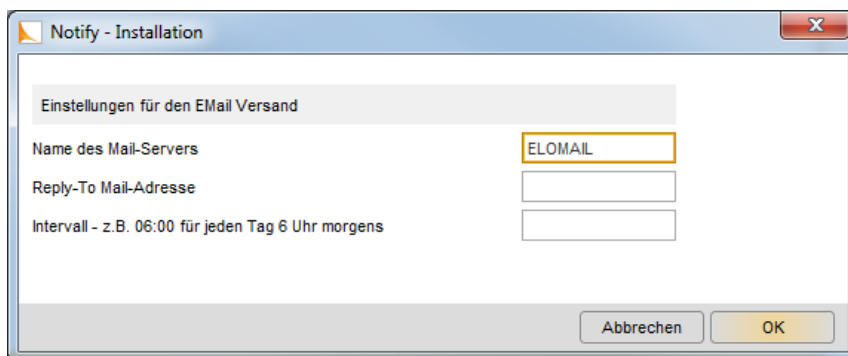 Notify - Installation
Einstellungen für den EMail Versand
Name des Mail-Servers ELOMAIL
Reply-To Mail-Adresse
Intervall - z.B. 06:00 für jeden Tag 6 Uhr morgens
Abbrechen OK